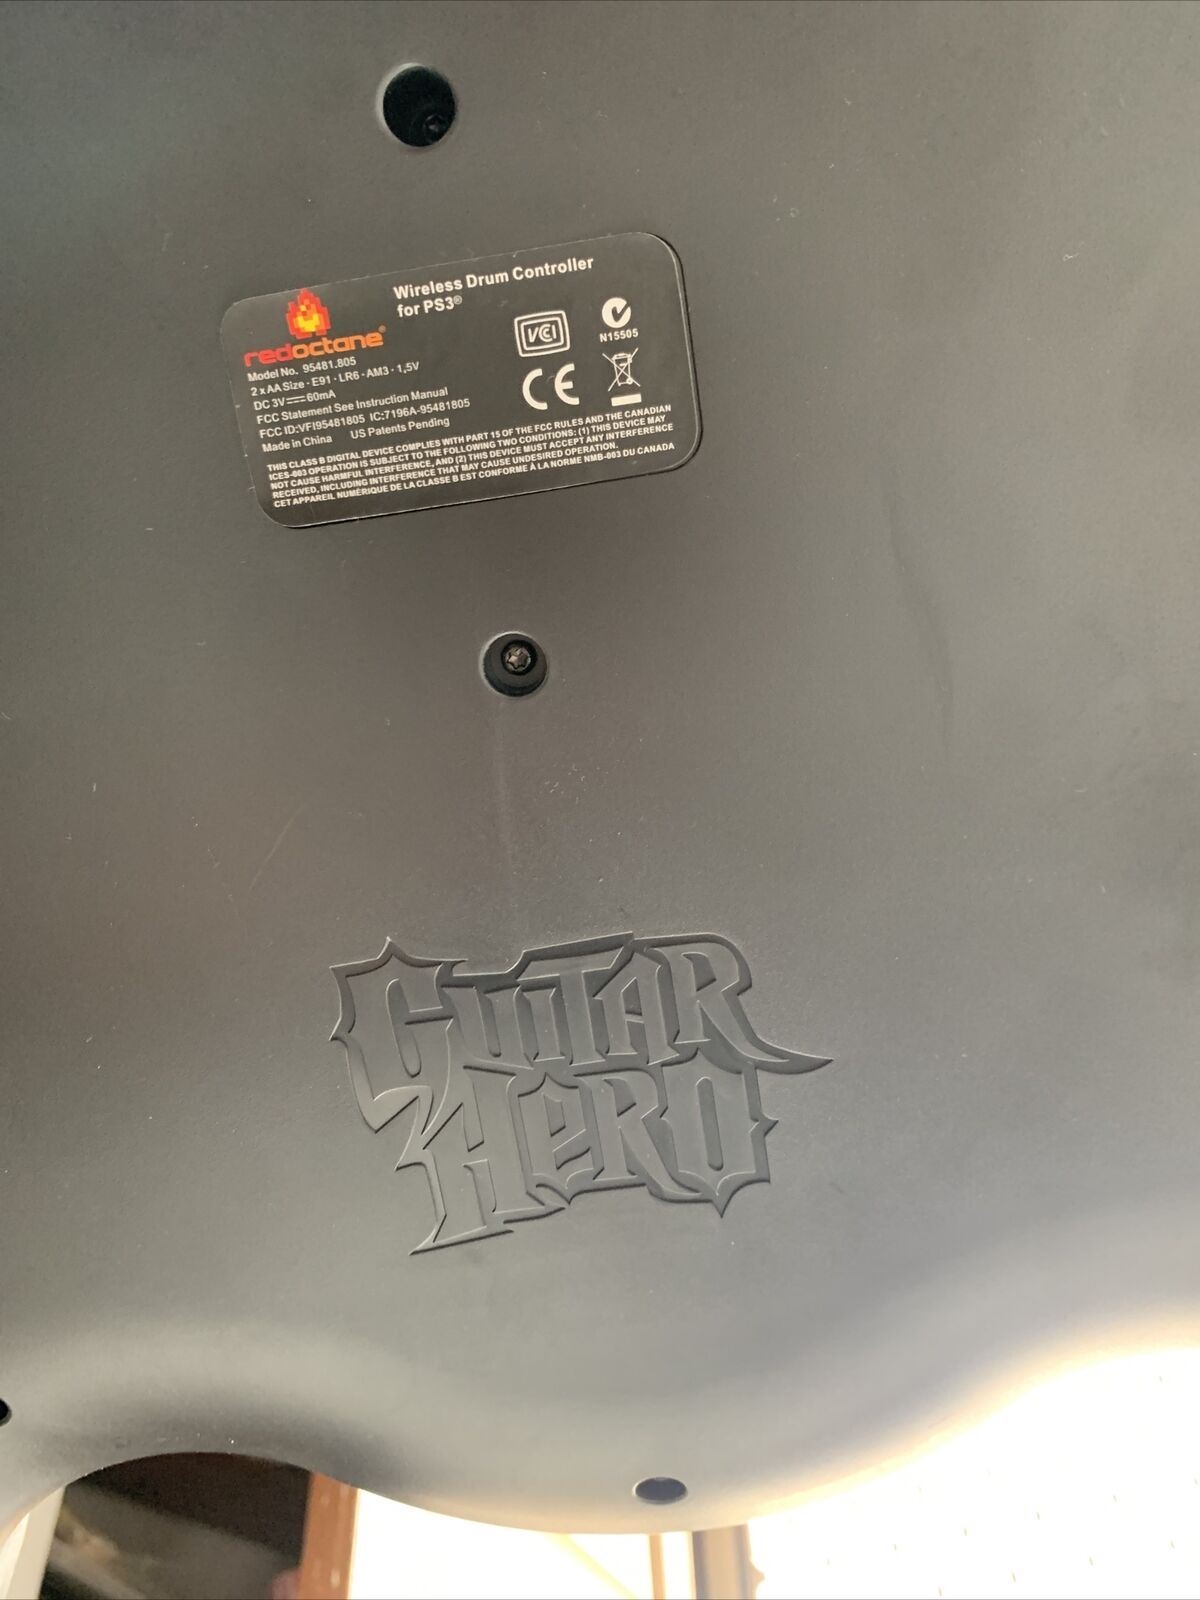 Wireless Drum Controller
for PS3®
redoctane®
Model No. 95481.805
2 x AA Size · E91 · LR6 · AM3 · 1,5V
DC 3V 60mA
FCC Statement See Instruction Manual
FCC ID:VFI95481805 IC:7196A-95481805
Made in China US Patents Pending
VCI
N15505
CE
THIS CLASS B DIGITAL DEVICE COMPLIES WITH PART 15 OF THE FCC RULES AND THE CANADIAN
ICES-003 OPERATION IS SUBJECT TO THE FOLLOWING TWO CONDITIONS: (1) THIS DEVICE MAY
NOT CAUSE HARMFUL INTERFERENCE, AND (2) THIS DEVICE MUST ACCEPT ANY INTERFERENCE
RECEIVED, INCLUDING INTERFERENCE THAT MAY CAUSE UNDESIRED OPERATION.
CET APPAREIL NUMÉRIQUE DE LA CLASSE B EST CONFORME À LA NORME NMB-003 DU CANADA
GUITAR
HERO